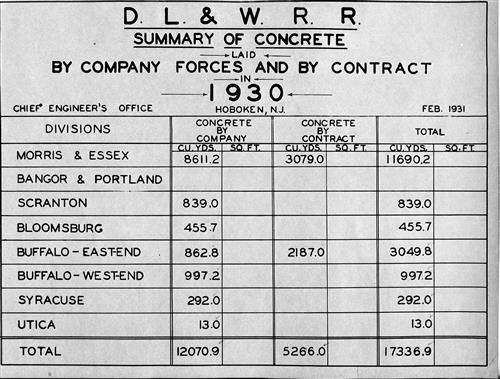 D. L. & W. R. R.
SUMMARY OF CONCRETE
LAID
BY COMPANY FORCES AND BY CONTRACT
IN
1930
CHIEF ENGINEER'S OFFICE HOBOKEN, N.J. FEB. 1931
DIVISIONS CONCRETE BY COMPANY CONCRETE BY CONTRACT TOTAL
CU. YDS. SQ. FT. CU. YDS. SQ. FT. CU. YDS. SQ. FT.
MORRIS & ESSEX 8611.2 3079.0 11690.2
BANGOR & PORTLAND
SCRANTON 839.0 839.0
BLOOMSBURG 455.7 455.7
BUFFALO-EAST-END 862.8 2187.0 3049.8
BUFFALO-WEST-END 997.2 997.2
SYRACUSE 292.0 292.0
UTICA 13.0 13.0
TOTAL 12070.9 5266.0 17336.9